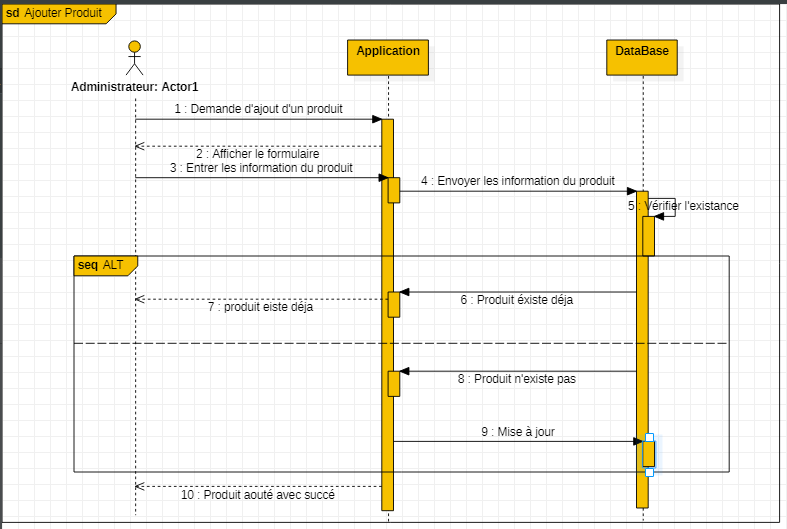 sd Ajouter Produit
Application
DataBase
Administrateur: Actor1
1 : Demande d'ajout d'un produit
2 : Afficher le formulaire
3 : Entrer les information du produit
4 : Envoyer les information du produit
5 : Vérifier l'existance
seq ALT
6 : Produit éxiste déja
7 : produit eiste déja
8 : Produit n'existe pas
9 : Mise à jour
10 : Produit aouté avec succé